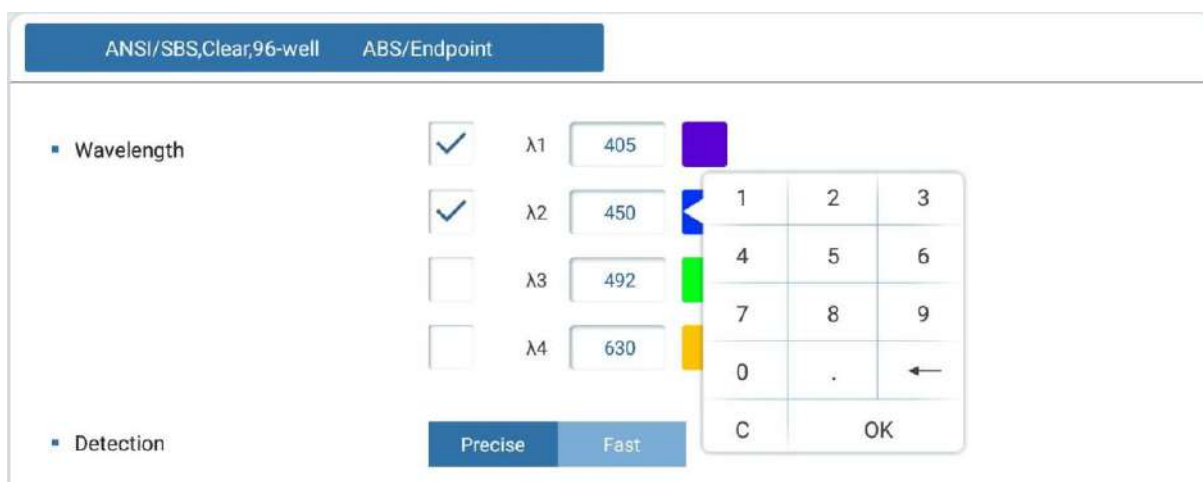 ANSI/SBS,Clear,96-well ABS/Endpoint
Wavelength
λ1 405
λ2 450
λ3 492
λ4 630
1 2 3
4 5 6
7 8 9
0 .
C OK
Detection
Precise Fast